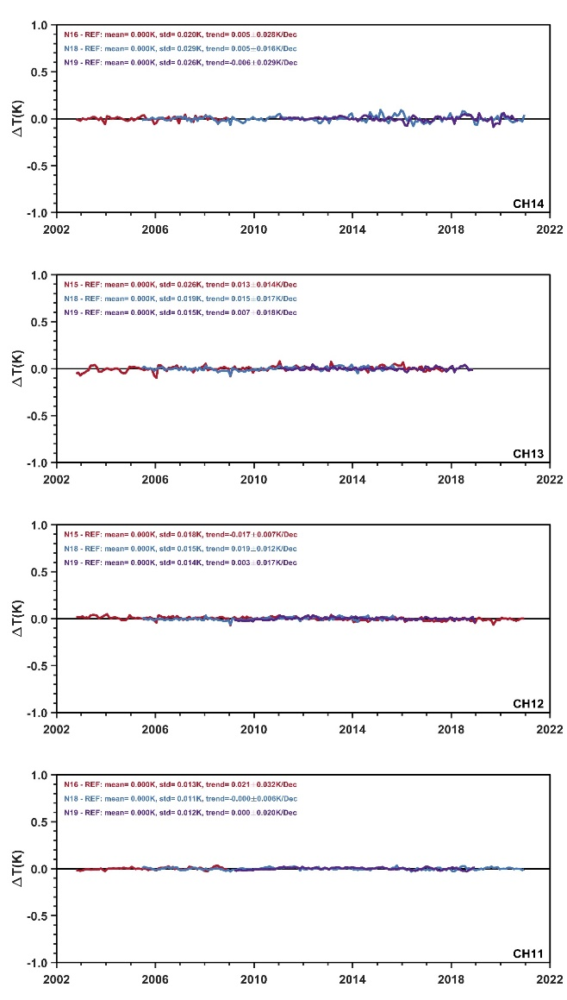 1.0
N16 - REF: mean= 0.000K, std= 0.020K, trend= 0.005±0.028K/Dec
N18 - REF: mean= 0.000K, std= 0.029K, trend= 0.005±0.016K/Dec
N19 - REF: mean= 0.000K, std= 0.026K, trend=-0.006±0.029K/Dec
0.5
ΔT(K)
0.0
-0.5
-1.0
CH14
2002 2006 2010 2014 2018 2022
1.0
N15 - REF: mean= 0.000K, std= 0.026K, trend= 0.013±0.014K/Dec
N18 - REF: mean= 0.000K, std= 0.019K, trend= 0.015±0.017K/Dec
N19 - REF: mean= 0.000K, std= 0.015K, trend= 0.007±0.018K/Dec
0.5
ΔT(K)
0.0
-0.5
-1.0
CH13
2002 2006 2010 2014 2018 2022
1.0
N15 - REF: mean= 0.000K, std= 0.018K, trend=-0.017±0.007K/Dec
N18 - REF: mean= 0.000K, std= 0.015K, trend= 0.019±0.012K/Dec
N19 - REF: mean= 0.000K, std= 0.014K, trend= 0.003±0.017K/Dec
0.5
ΔT(K)
0.0
-0.5
-1.0
CH12
2002 2006 2010 2014 2018 2022
1.0
N16 - REF: mean= 0.000K, std= 0.013K, trend= 0.021±0.032K/Dec
N18 - REF: mean= 0.000K, std= 0.011K, trend=-0.000±0.006K/Dec
N19 - REF: mean= 0.000K, std= 0.012K, trend= 0.000±0.020K/Dec
0.5
ΔT(K)
0.0
-0.5
-1.0
CH11
2002 2006 2010 2014 2018 2022